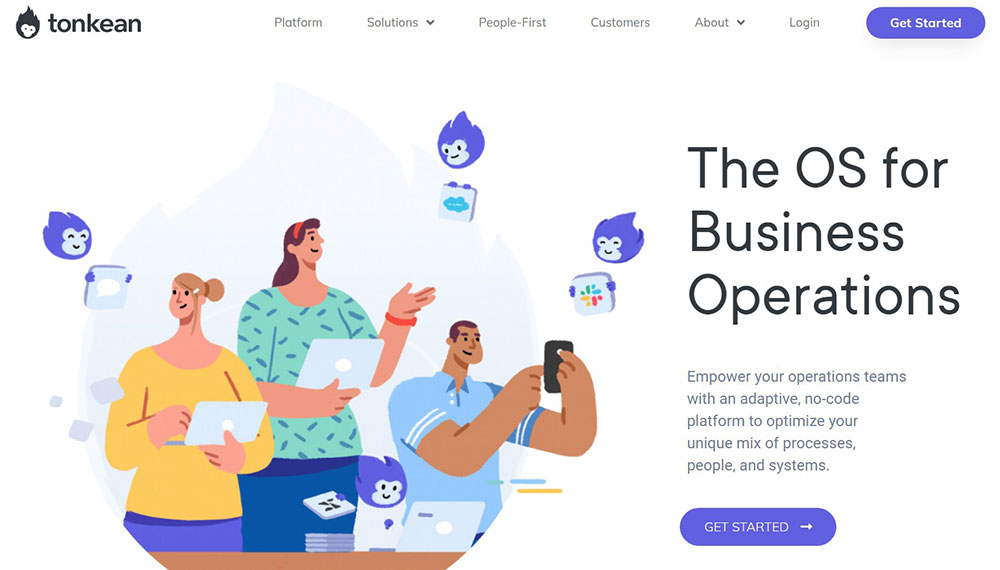 tonkean
Platform
Solutions
People-First
Customers
About
Login
Get Started
The OS for
Business
Operations
Empower your operations teams
with an adaptive, no-code
platform to optimize your
unique mix of processes,
people, and systems.
GET STARTED